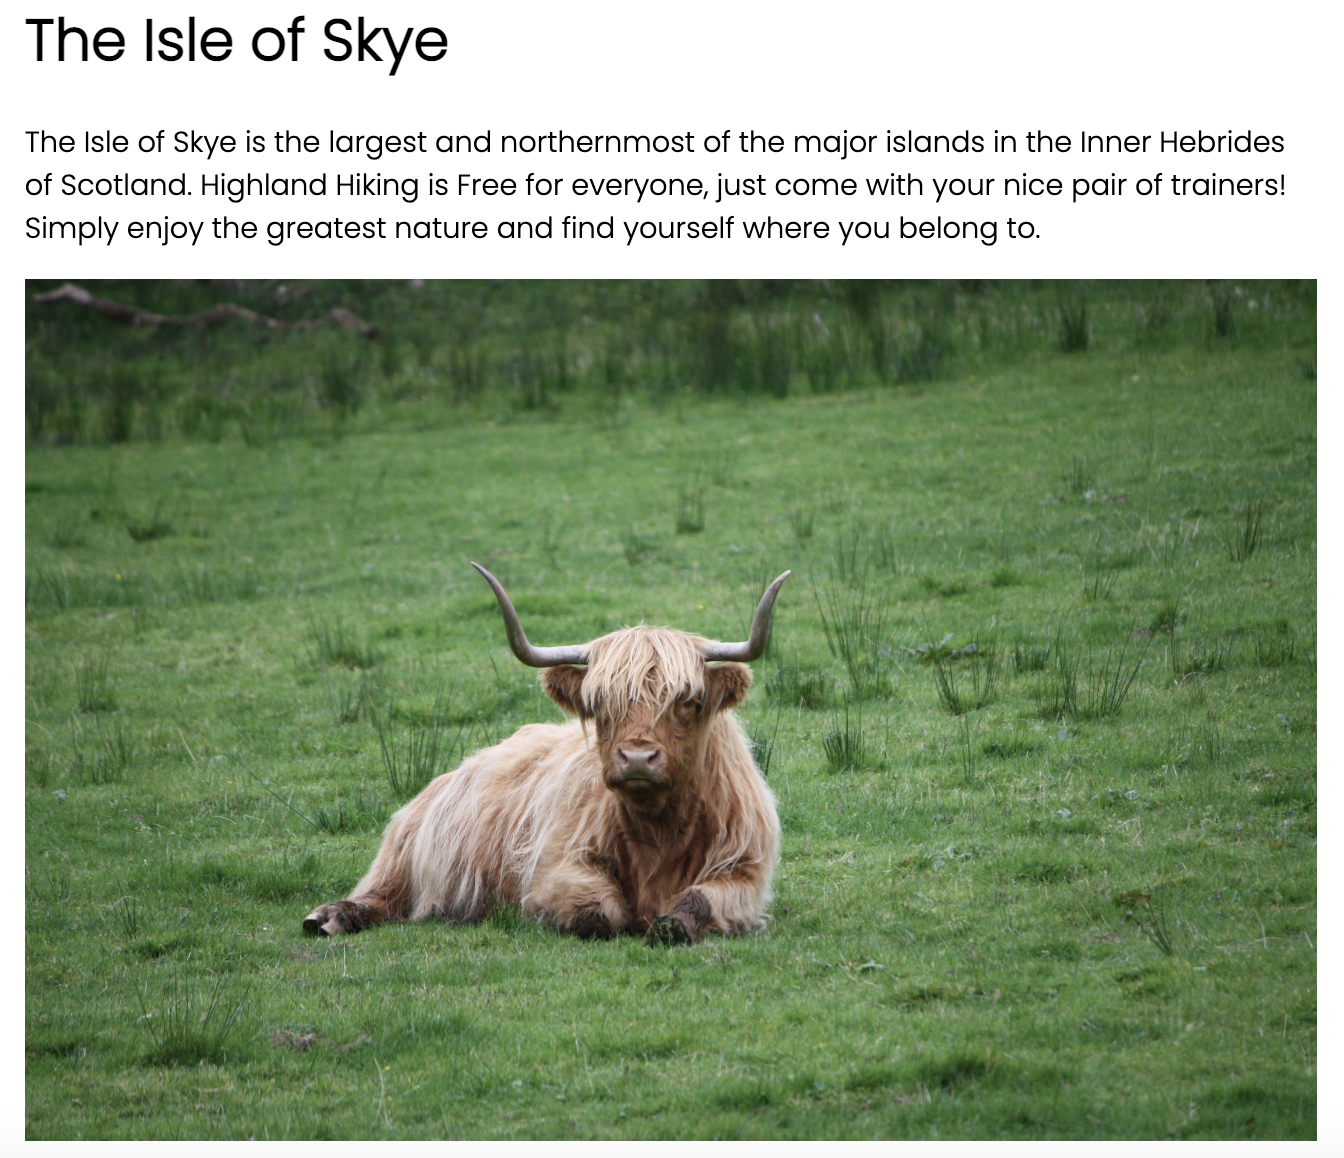 The Isle of Skye
The Isle of Skye is the largest and northernmost of the major islands in the Inner Hebrides
of Scotland. Highland Hiking is Free for everyone, just come with your nice pair of trainers!
Simply enjoy the greatest nature and find yourself where you belong to.